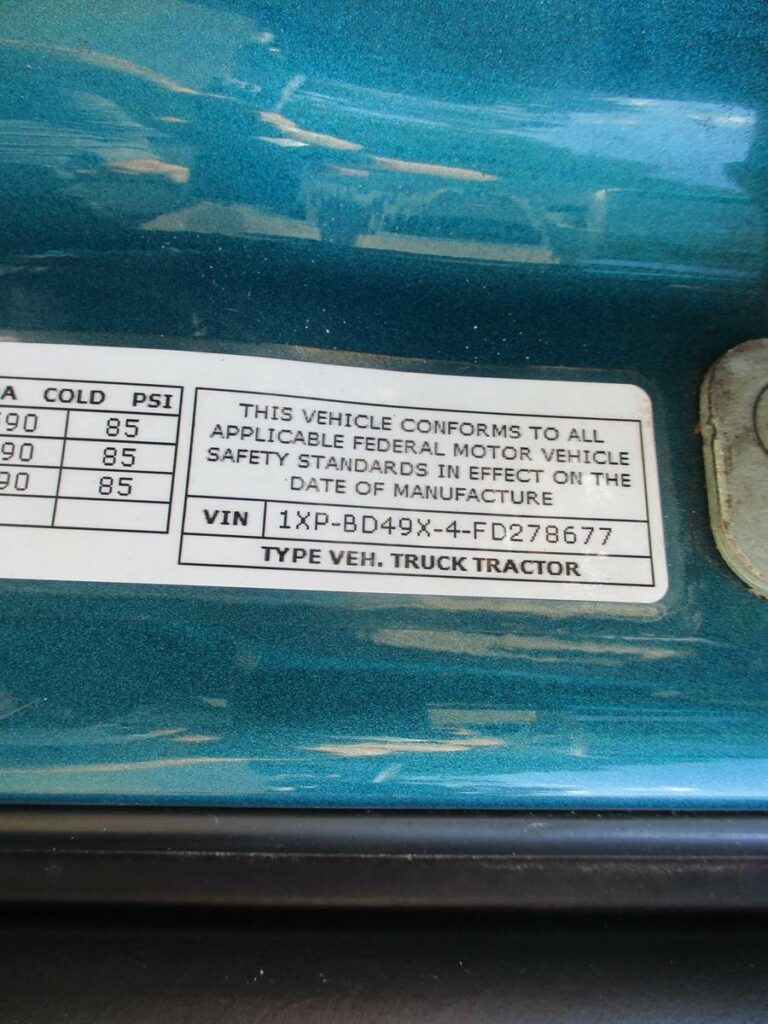 A COLD PSI
90 85
90 85
90 85
THIS VEHICLE CONFORMS TO ALL
APPLICABLE FEDERAL MOTOR VEHICLE
SAFETY STANDARDS IN EFFECT ON THE
DATE OF MANUFACTURE
VIN 1XP-BD49X-4-FD278677
TYPE VEH. TRUCK TRACTOR